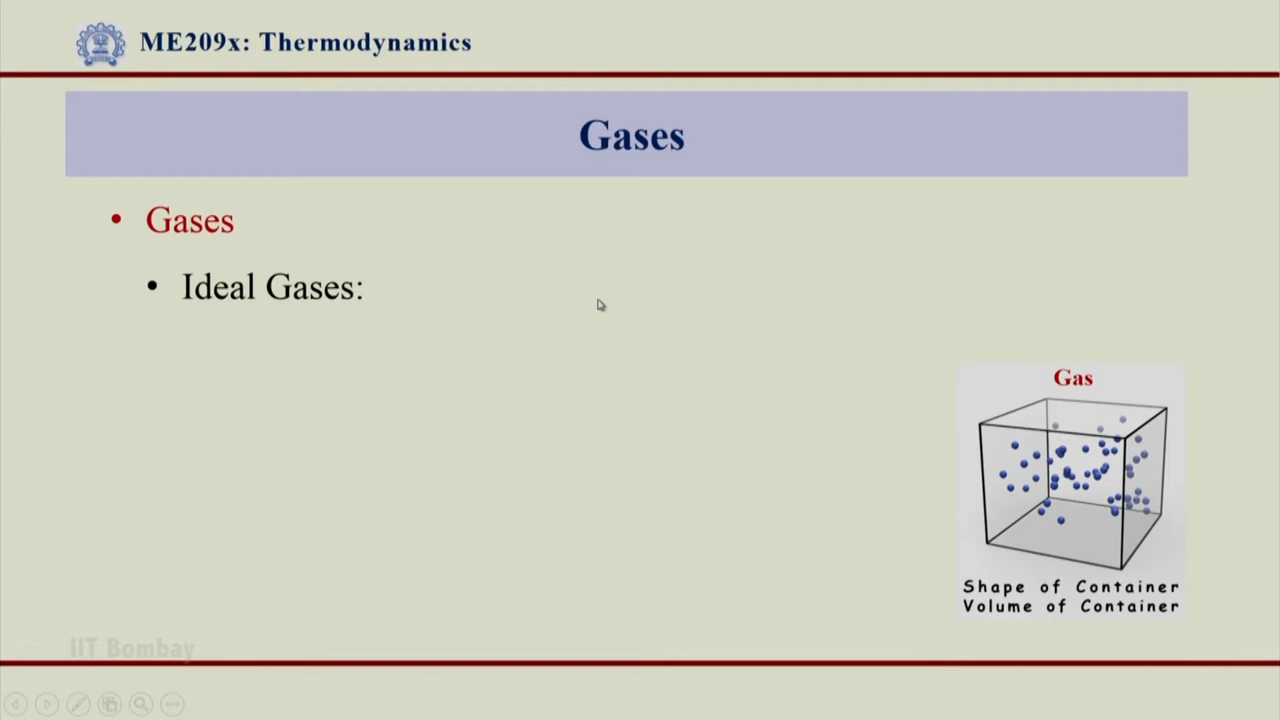 ME209x: Thermodynamics
Gases
• Gases
• Ideal Gases:
Gas
Shape of Container
Volume of Container
IIT Bombay